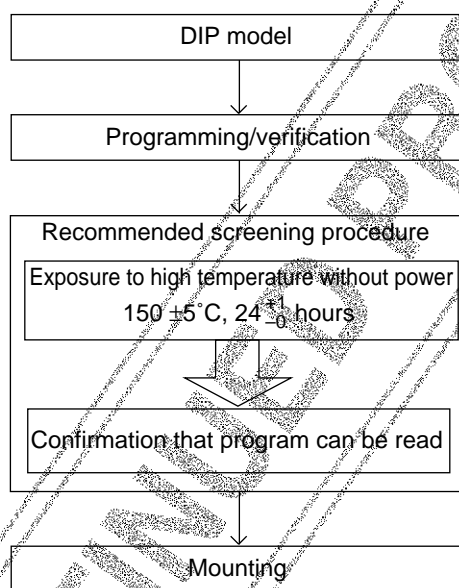 DIP model
Programming/verification
Recommended screening procedure
Exposure to high temperature without power
150 ±5˚C, 24 +1 −0 hours
Confirmation that program can be read
Mounting